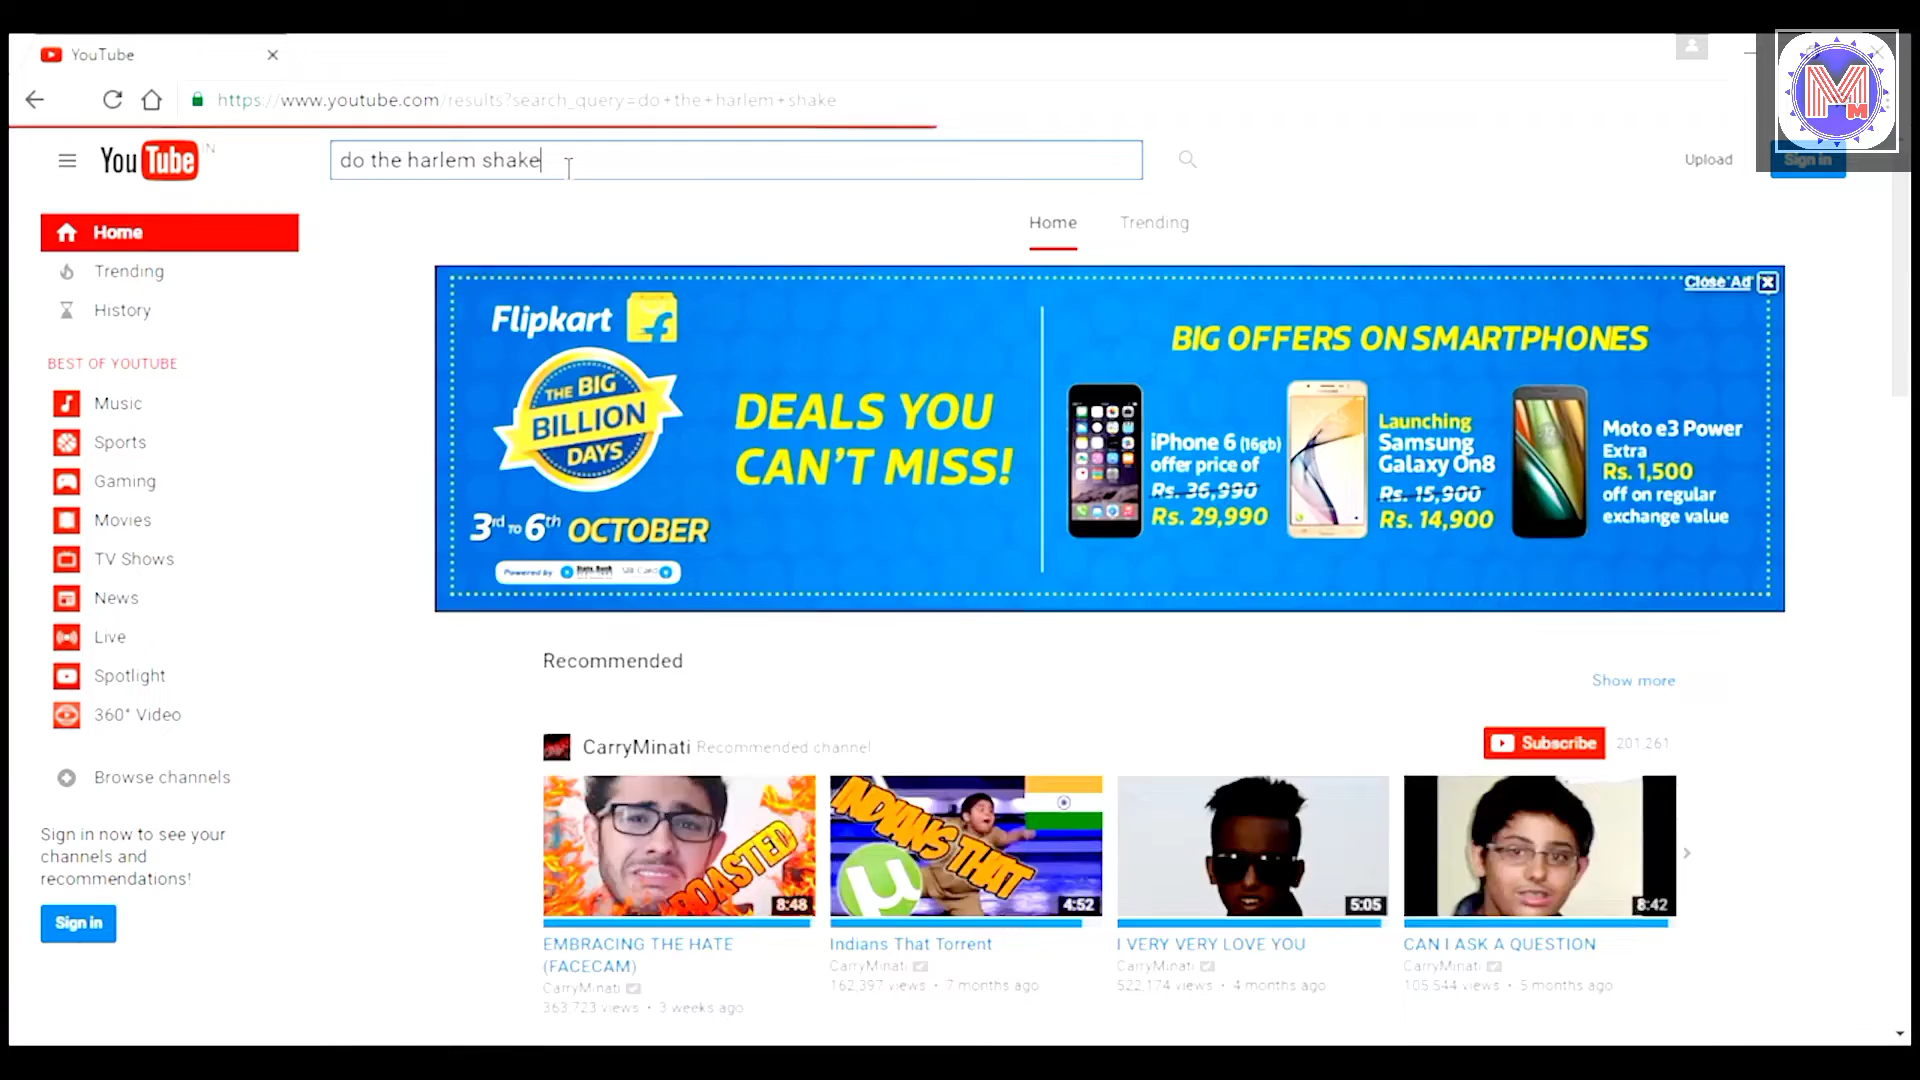 YouTube
https://www.youtube.com/results?search_query=do+the+harlem+shake
YouTube IN
do the harlem shake
Upload
Sign in
M M
Home
Trending
History
BEST OF YOUTUBE
Music
Sports
Gaming
Movies
TV Shows
News
Live
Spotlight
360° Video
Browse channels
Sign in now to see your
channels and
recommendations!
Sign in
Home Trending
Close Ad X
Flipkart
THE BIG
BILLION
DAYS
3rd TO 6th OCTOBER
Powered by State Bank
DEALS YOU
CAN'T MISS!
BIG OFFERS ON SMARTPHONES
iPhone 6 (16gb)
offer price of
Rs. 36,990
Rs. 29,990
Launching
Samsung
Galaxy On8
Rs. 15,900
Rs. 14,900
Moto e3 Power
Extra
Rs. 1,500
off on regular
exchange value
Recommended
Show more
CarryMinati Recommended channel
Subscribe 201,261
ROASTED
8:48
EMBRACING THE HATE
(FACECAM)
CarryMinati
363,723 views • 3 weeks ago
INDIANS THAT
µ
4:52
Indians That Torrent
CarryMinati
162,397 views • 7 months ago
5:05
I VERY VERY LOVE YOU
CarryMinati
522,174 views • 4 months ago
8:42
CAN I ASK A QUESTION
CarryMinati
105,544 views • 5 months ago